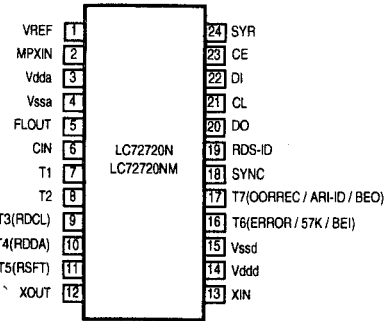 VREF 1
MPXIN 2
Vdda 3
Vssa 4
FLOUT 5
CIN 6
T1 7
T2 8
T3(RDCL) 9
T4(RDDA) 10
T5(RSFT) 11
XOUT 12
LC72720N
LC72720NM
24 SYR
23 CE
22 DI
21 CL
20 DO
19 RDS-ID
18 SYNC
17 T7(OORREC / ARI-ID / BEO)
16 T6(ERROR / 57K / BEI)
15 Vssd
14 Vddd
13 XIN